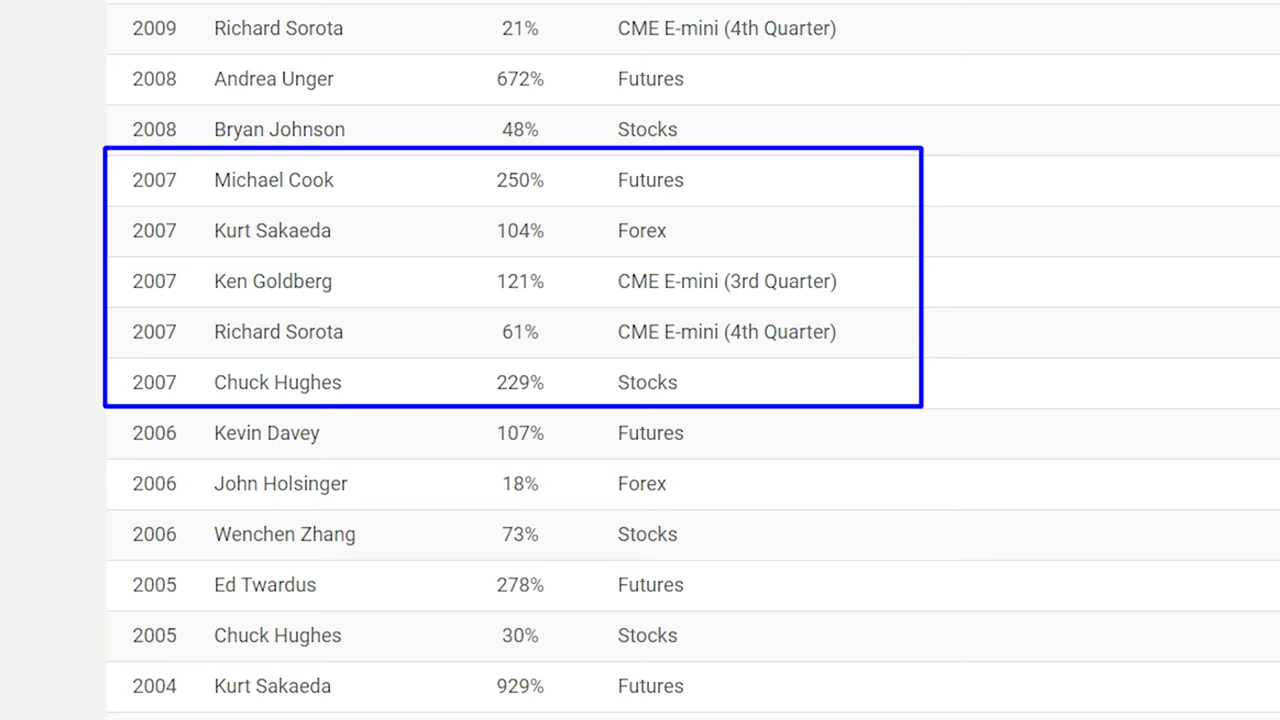 2009 Richard Sorota 21% CME E-mini (4th Quarter)
2008 Andrea Unger 672% Futures
2008 Bryan Johnson 48% Stocks
2007 Michael Cook 250% Futures
2007 Kurt Sakaeda 104% Forex
2007 Ken Goldberg 121% CME E-mini (3rd Quarter)
2007 Richard Sorota 61% CME E-mini (4th Quarter)
2007 Chuck Hughes 229% Stocks
2006 Kevin Davey 107% Futures
2006 John Holsinger 18% Forex
2006 Wenchen Zhang 73% Stocks
2005 Ed Twardus 278% Futures
2005 Chuck Hughes 30% Stocks
2004 Kurt Sakaeda 929% Futures